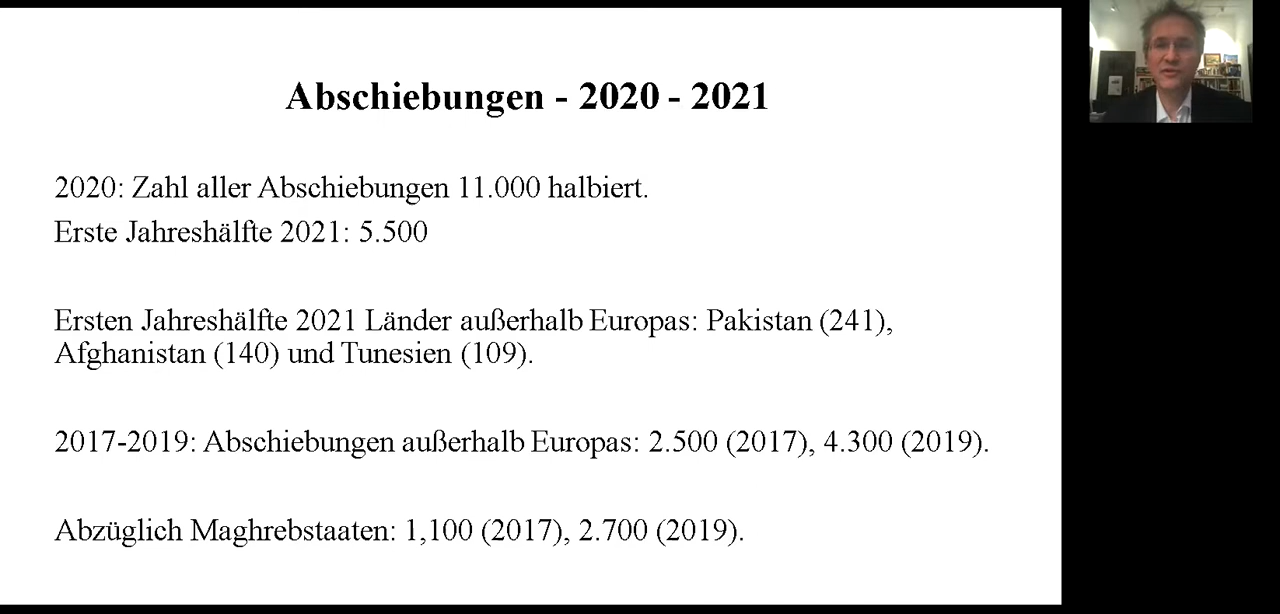 Abschiebungen - 2020 - 2021
2020: Zahl aller Abschiebungen 11.000 halbiert.
Erste Jahreshälfte 2021: 5.500
Ersten Jahreshälfte 2021 Länder außerhalb Europas: Pakistan (241),
Afghanistan (140) und Tunesien (109).
2017-2019: Abschiebungen außerhalb Europas: 2.500 (2017), 4.300 (2019).
Abzüglich Maghrebstaaten: 1,100 (2017), 2.700 (2019).